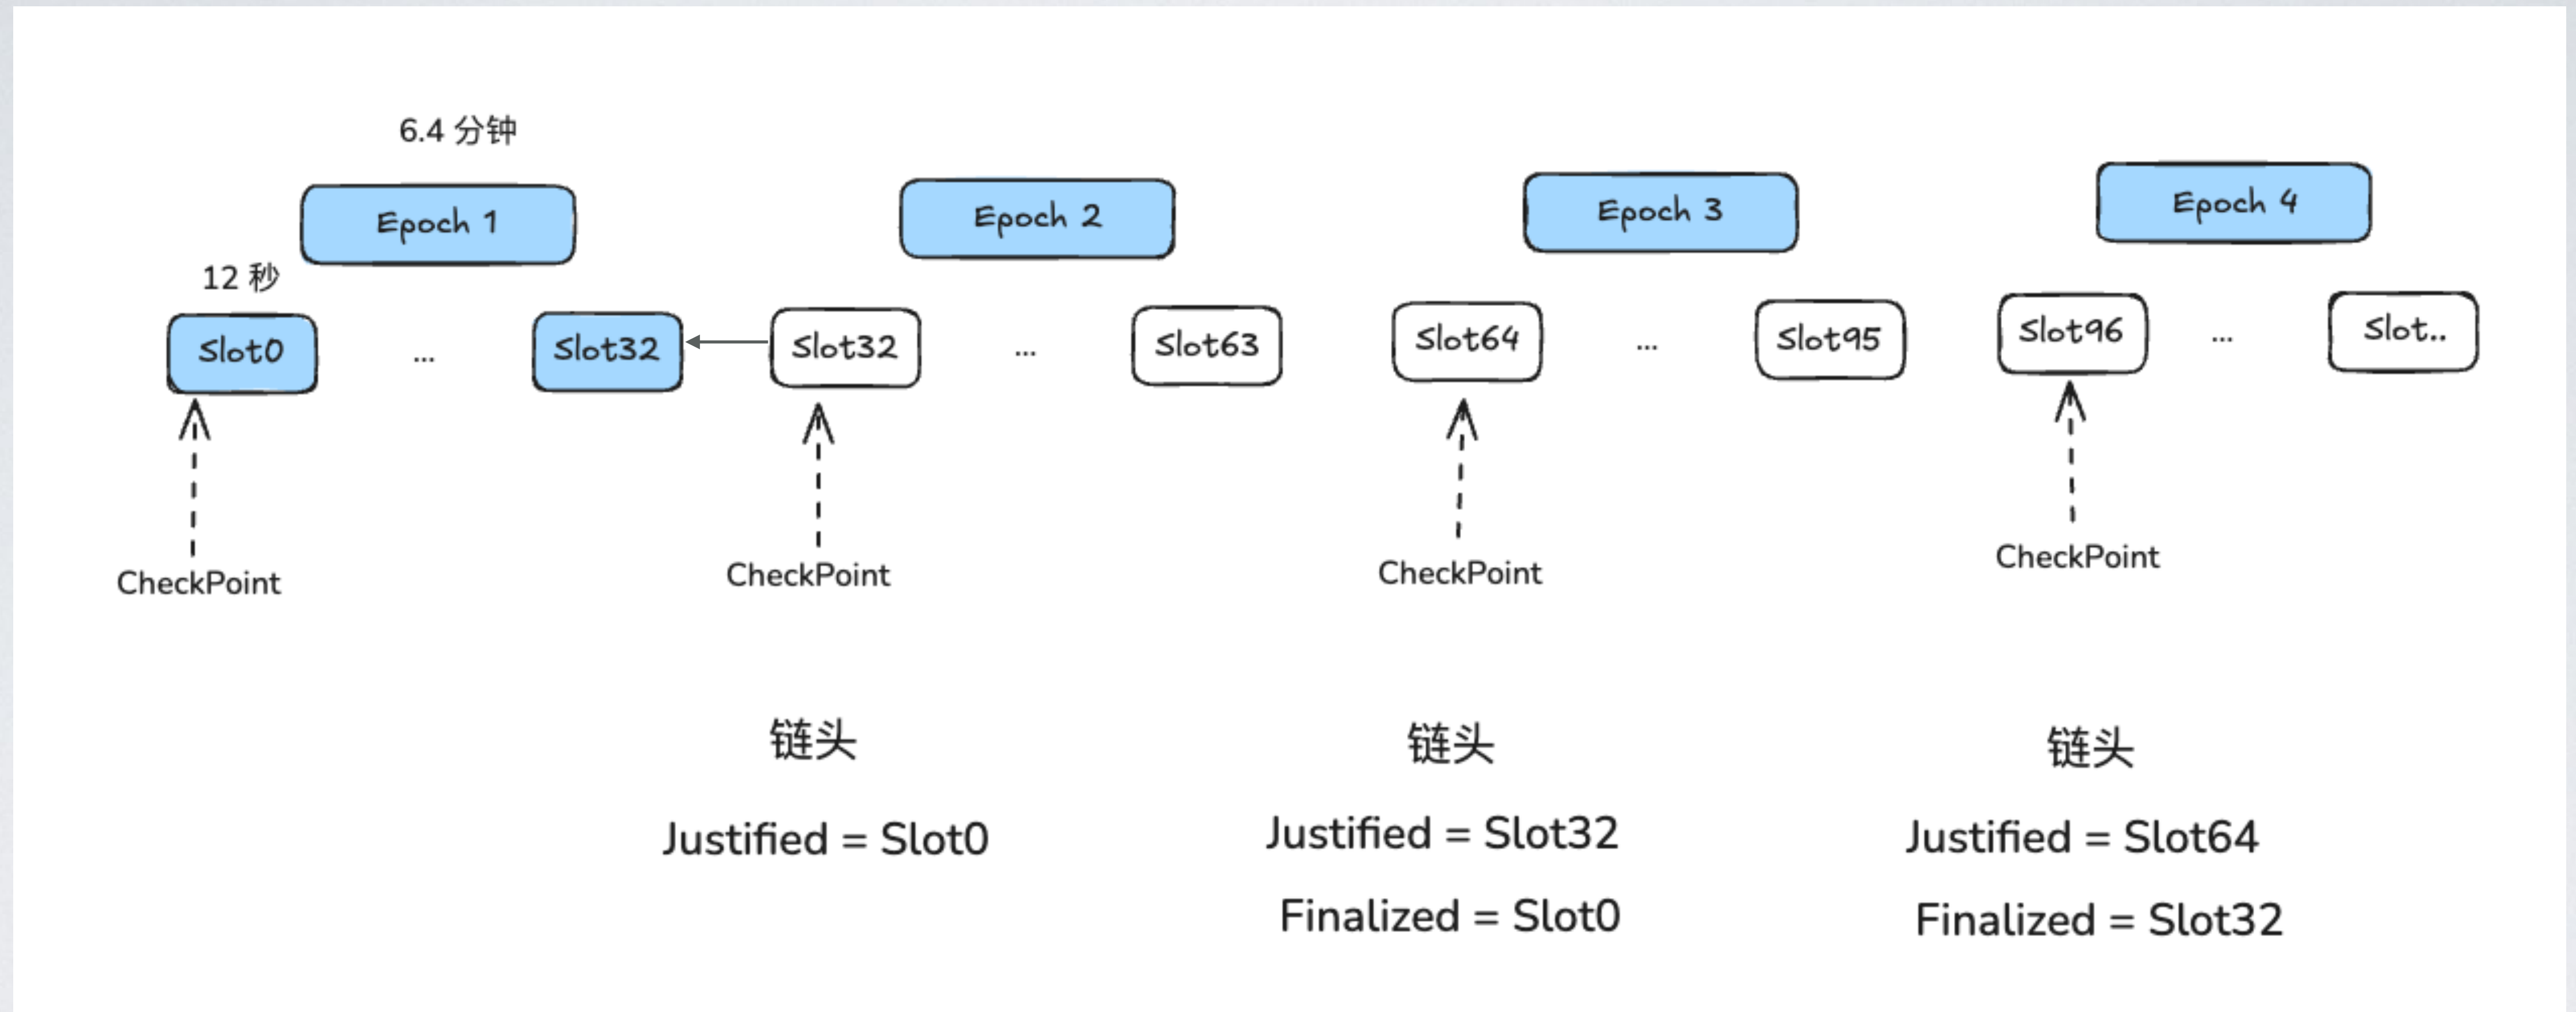 6.4 分钟
Epoch 1
Epoch 2
Epoch 3
Epoch 4
12 秒
Slot0
...
Slot32
Slot32
...
Slot63
Slot64
...
Slot95
Slot96
...
Slot..
CheckPoint
CheckPoint
CheckPoint
CheckPoint
链头
Justified = Slot0
链头
Justified = Slot32
Finalized = Slot0
链头
Justified = Slot64
Finalized = Slot32